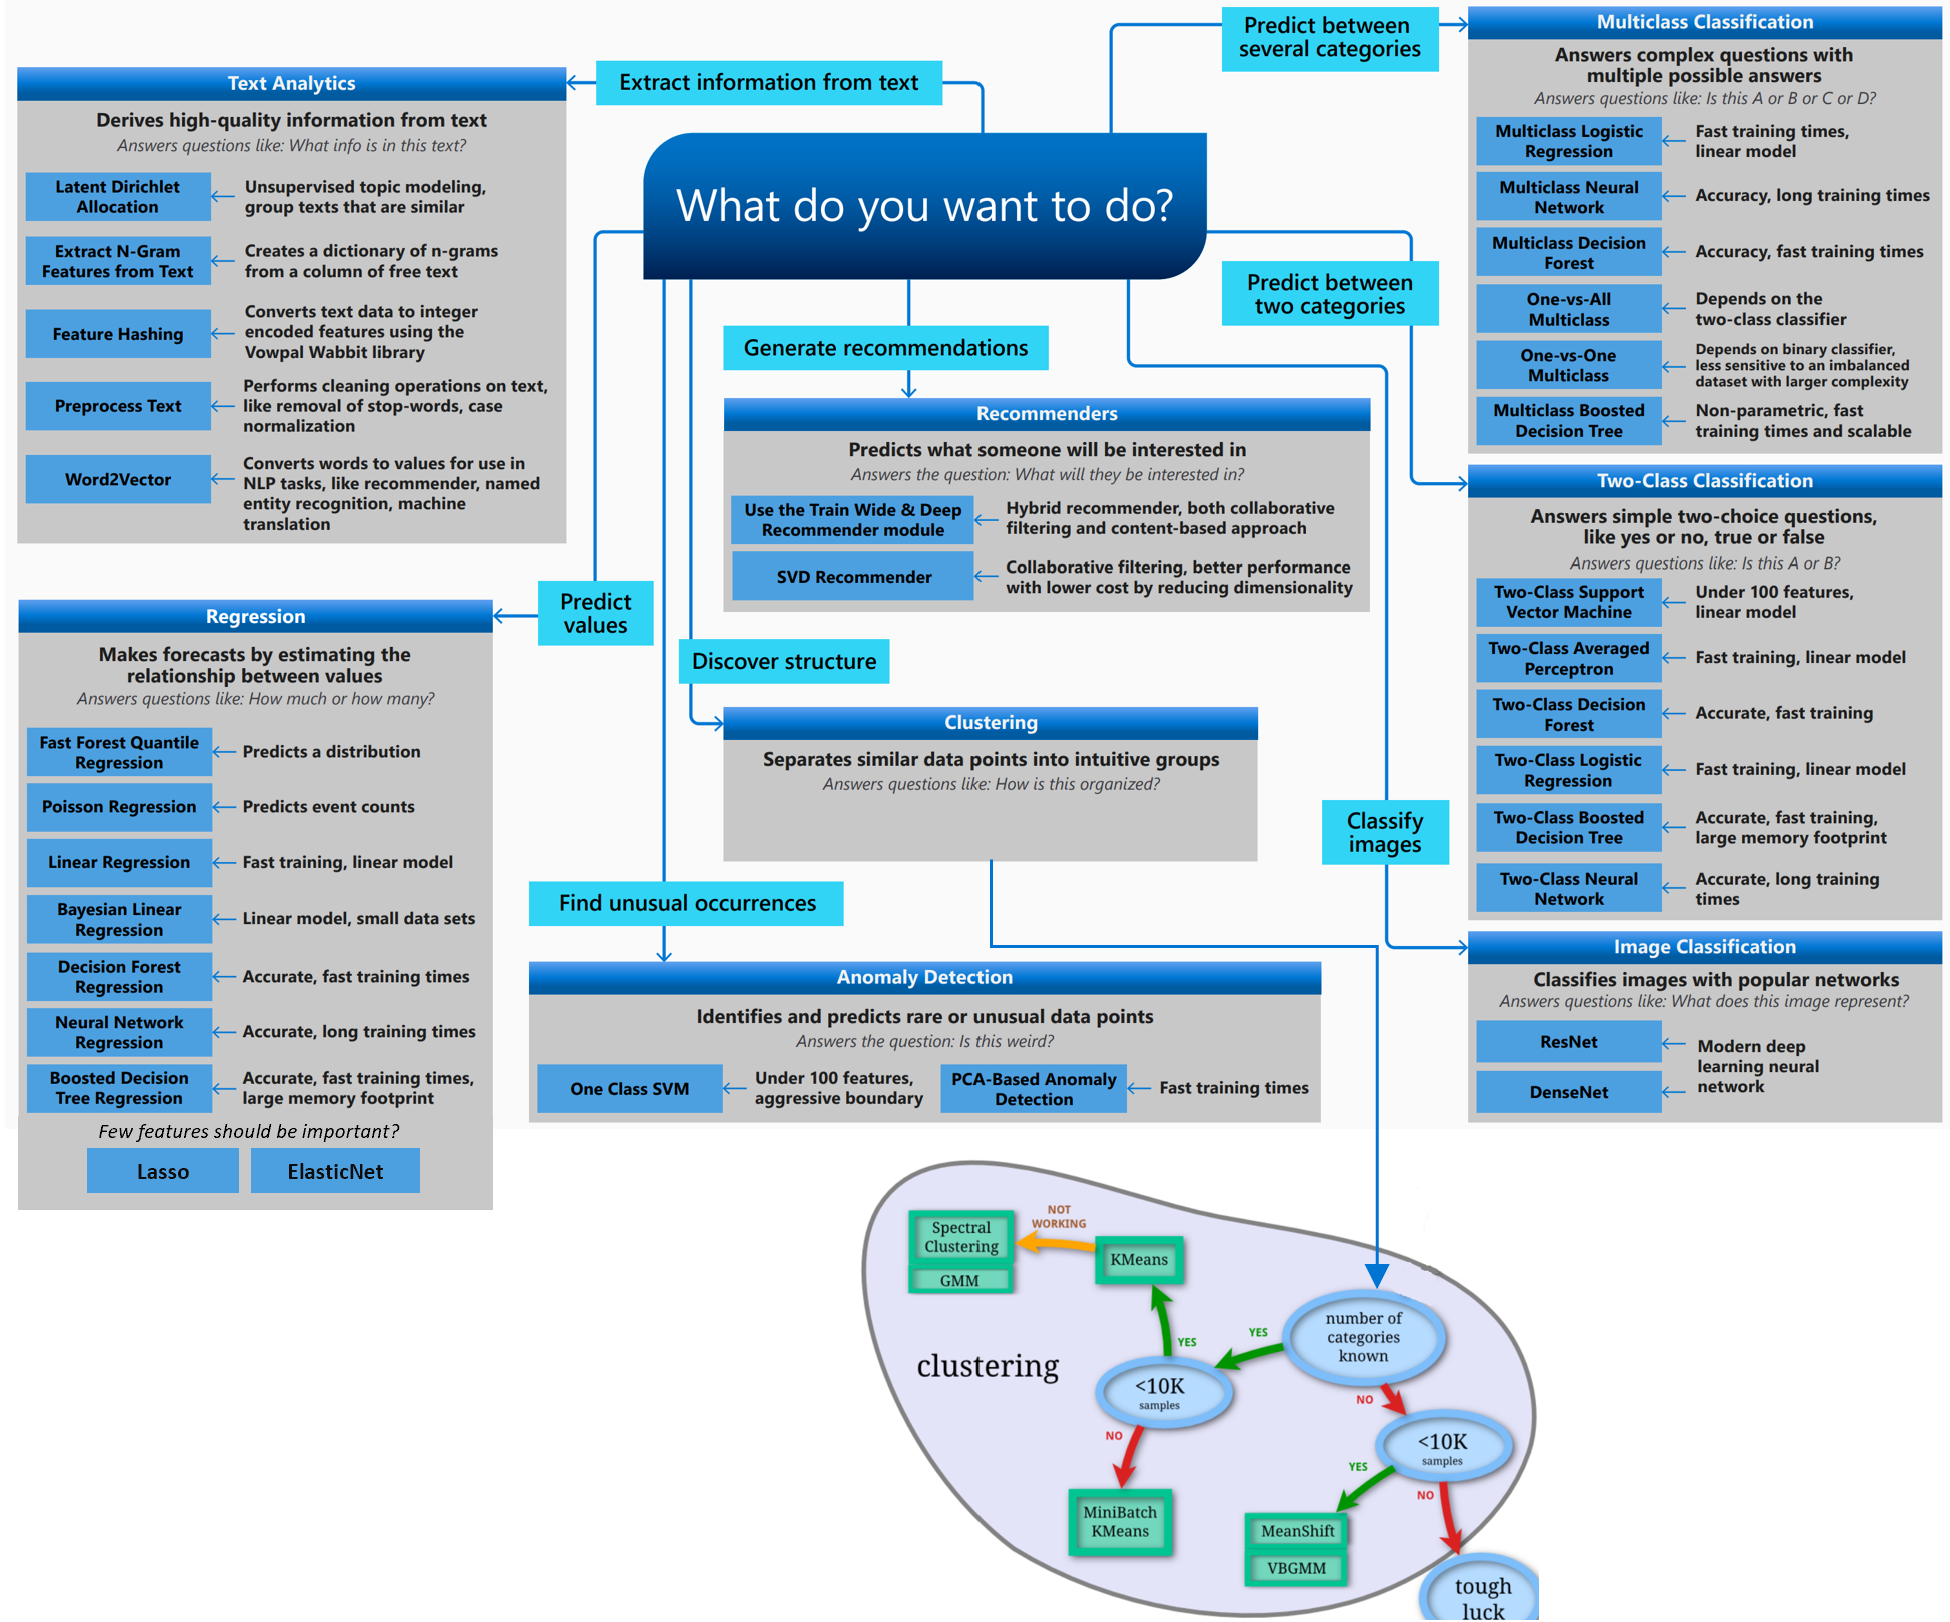 What do you want to do?
Extract information from text
Text Analytics
Derives high-quality information from text
Answers questions like: What info is in this text?
Latent Dirichlet
Allocation
Unsupervised topic modeling,
group texts that are similar
Extract N-Gram
Features from Text
Creates a dictionary of n-grams
from a column of free text
Feature Hashing
Converts text data to integer
encoded features using the
Vowpal Wabbit library
Preprocess Text
Performs cleaning operations on text,
like removal of stop-words, case
normalization
Word2Vector
Converts words to values for use in
NLP tasks, like recommender, named
entity recognition, machine
translation
Predict
values
Regression
Makes forecasts by estimating the
relationship between values
Answers questions like: How much or how many?
Fast Forest Quantile
Regression
Predicts a distribution
Poisson Regression
Predicts event counts
Linear Regression
Fast training, linear model
Bayesian Linear
Regression
Linear model, small data sets
Decision Forest
Regression
Accurate, fast training times
Neural Network
Regression
Accurate, long training times
Boosted Decision
Tree Regression
Accurate, fast training times,
large memory footprint
Few features should be important?
Lasso
ElasticNet
Generate recommendations
Recommenders
Predicts what someone will be interested in
Answers the question: What will they be interested in?
Use the Train Wide & Deep
Recommender module
Hybrid recommender, both collaborative
filtering and content-based approach
SVD Recommender
Collaborative filtering, better performance
with lower cost by reducing dimensionality
Discover structure
Clustering
Separates similar data points into intuitive groups
Answers questions like: How is this organized?
Find unusual occurrences
Anomaly Detection
Identifies and predicts rare or unusual data points
Answers the question: Is this weird?
One Class SVM
Under 100 features,
aggressive boundary
PCA-Based Anomaly
Detection
Fast training times
Predict between
several categories
Multiclass Classification
Answers complex questions with
multiple possible answers
Answers questions like: Is this A or B or C or D?
Multiclass Logistic
Regression
Fast training times,
linear model
Multiclass Neural
Network
Accuracy, long training times
Multiclass Decision
Forest
Accuracy, fast training times
One-vs-All
Multiclass
Depends on the
two-class classifier
One-vs-One
Multiclass
Depends on binary classifier,
less sensitive to an imbalanced
dataset with larger complexity
Multiclass Boosted
Decision Tree
Non-parametric, fast
training times and scalable
Predict between
two categories
Two-Class Classification
Answers simple two-choice questions,
like yes or no, true or false
Answers questions like: Is this A or B?
Two-Class Support
Vector Machine
Under 100 features,
linear model
Two-Class Averaged
Perceptron
Fast training, linear model
Two-Class Decision
Forest
Accurate, fast training
Two-Class Logistic
Regression
Fast training, linear model
Two-Class Boosted
Decision Tree
Accurate, fast training,
large memory footprint
Two-Class Neural
Network
Accurate, long training
times
Classify
images
Image Classification
Classifies images with popular networks
Answers questions like: What does this image represent?
ResNet
DenseNet
Modern deep
learning neural
network
clustering
number of
categories
known
YES
NO
<10K
samples
YES
NO
KMeans
NOT
WORKING
Spectral
Clustering
GMM
MiniBatch
KMeans
<10K
samples
YES
NO
MeanShift
VBGMM
tough
luck